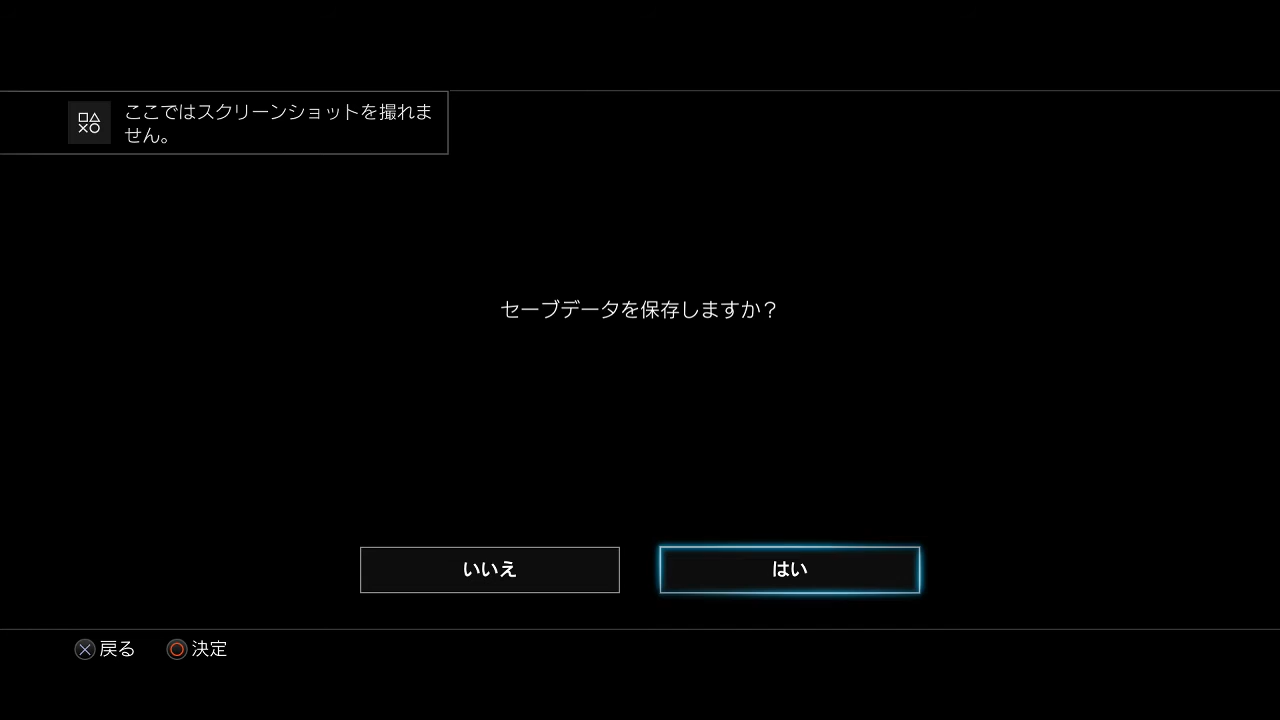 ここではスクリーンショットを撮れま
せん。
セーブデータを保存しますか？
いいえ
はい
戻る
決定